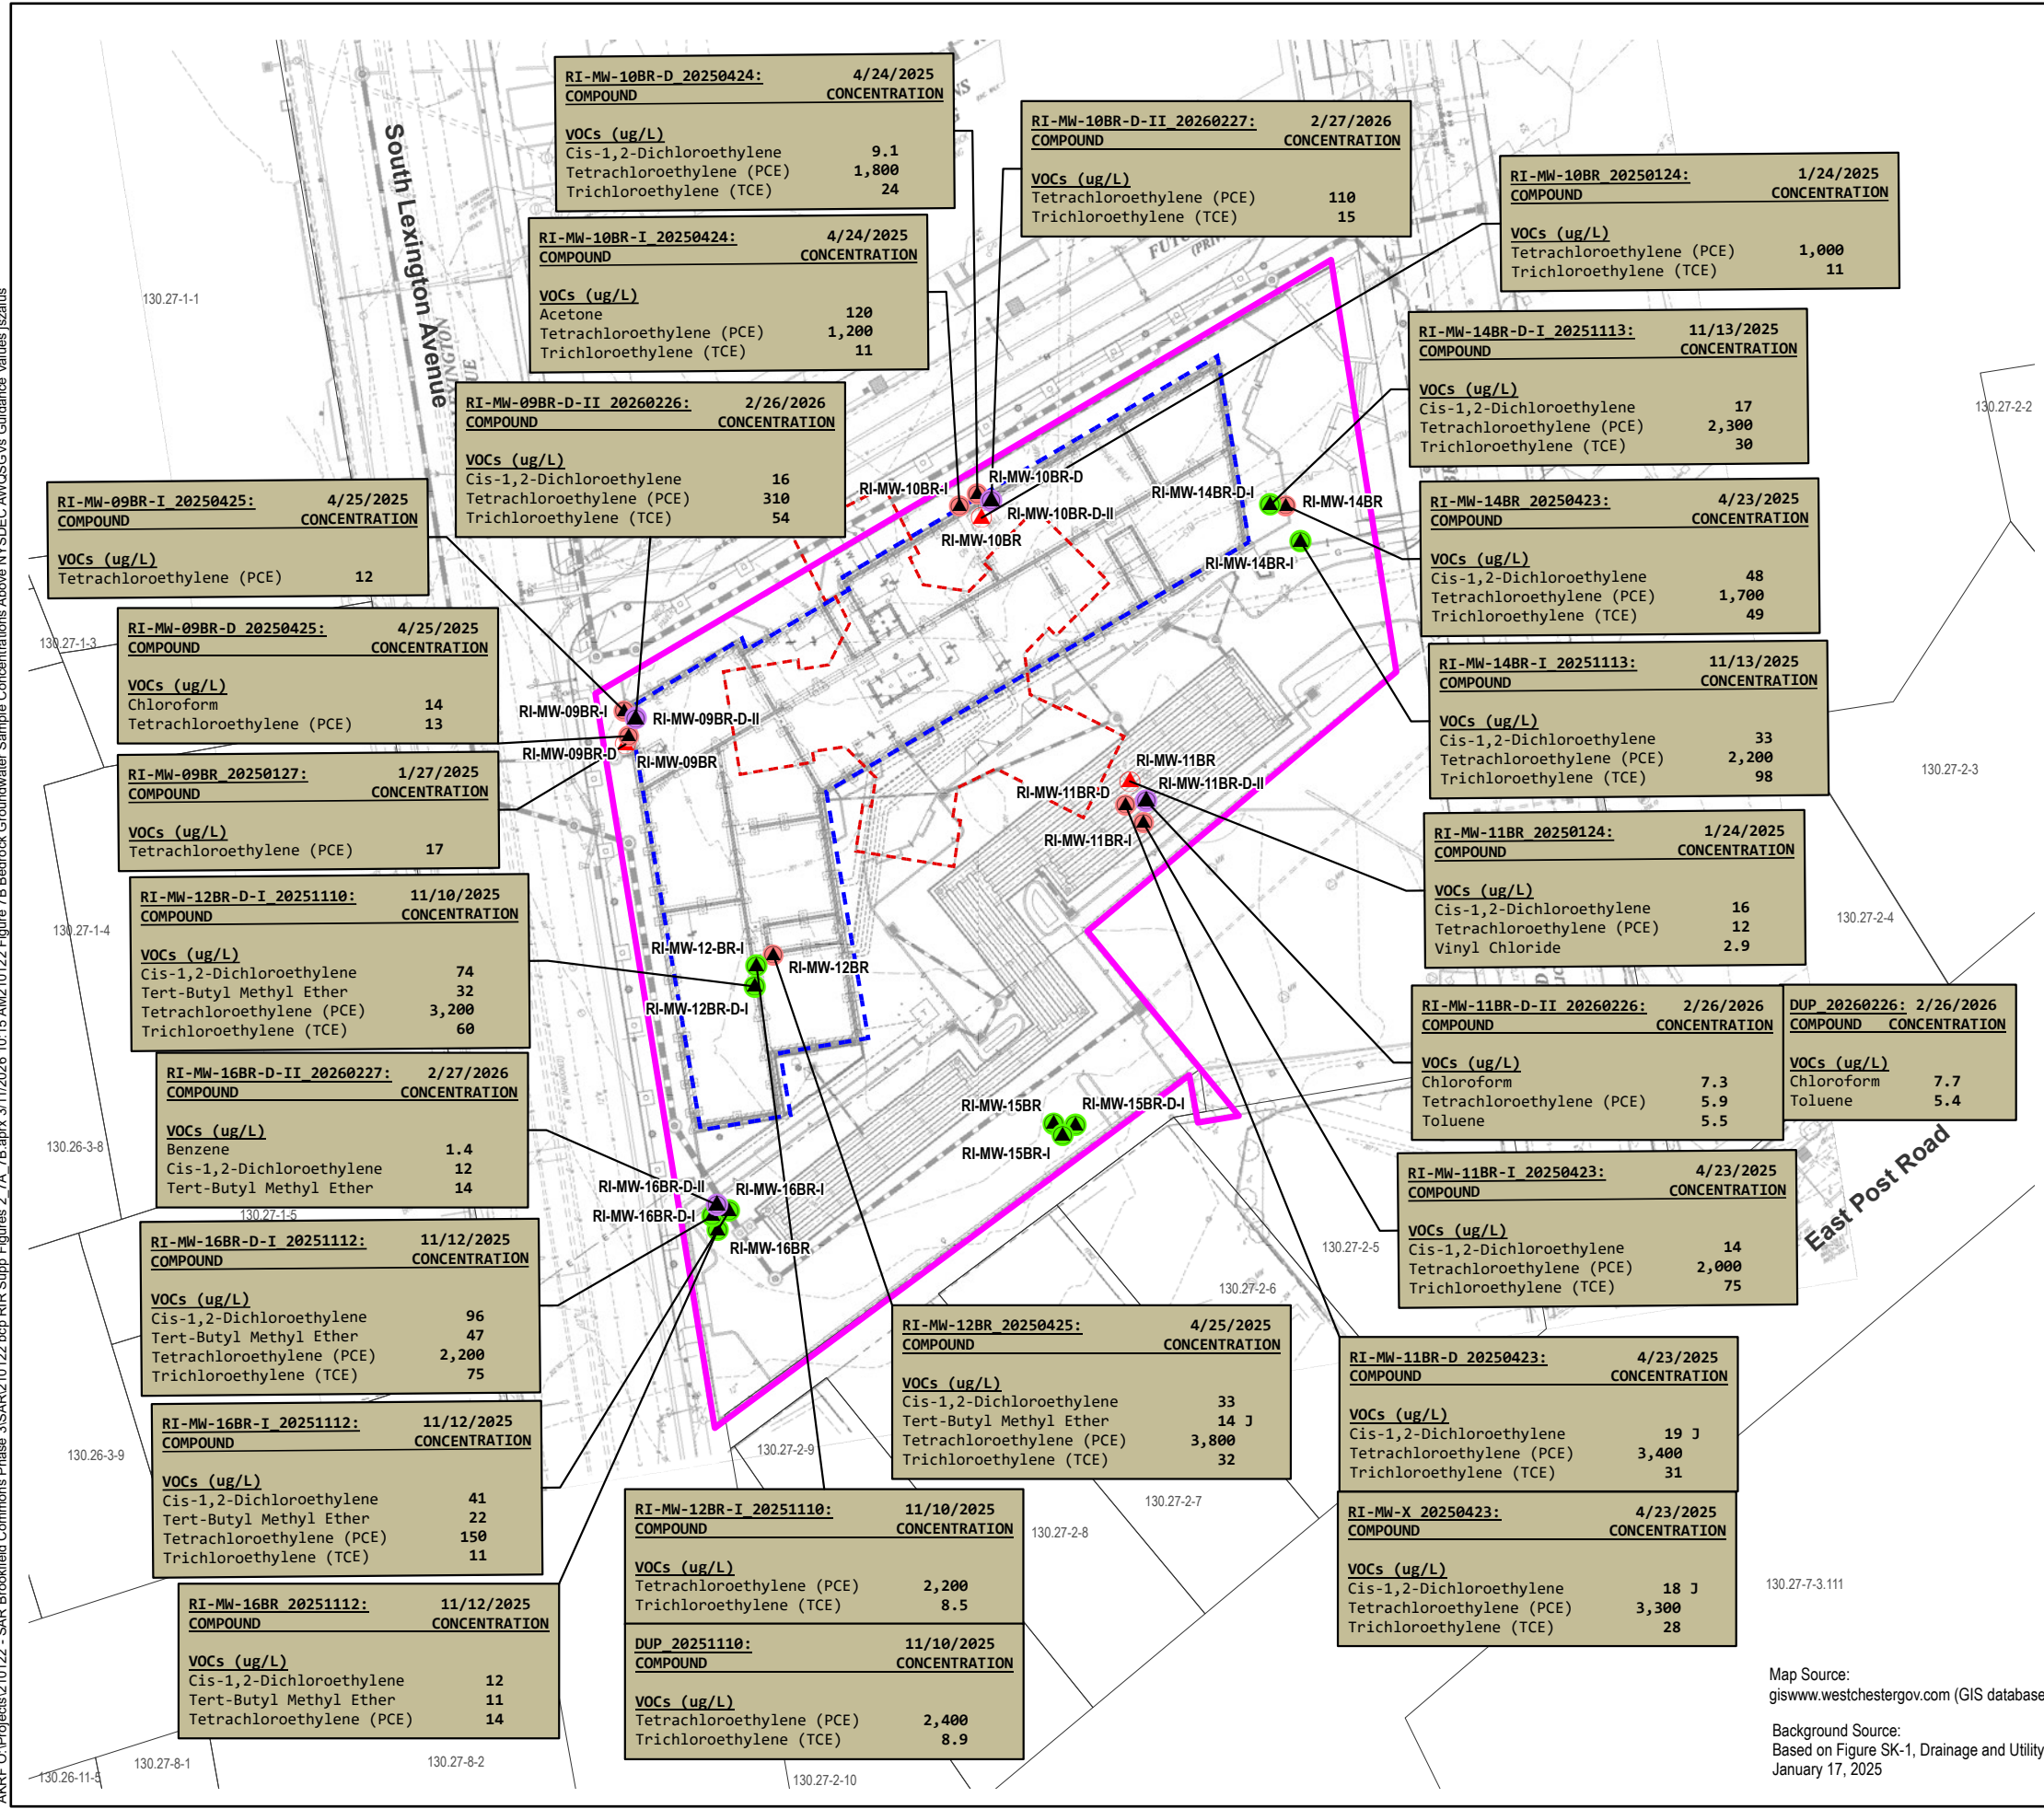 RI-MW-10BR-D_20250424: 4/24/2025
COMPOUND CONCENTRATION
VOCs (ug/L)
Cis-1,2-Dichloroethylene 9.1
Tetrachloroethylene (PCE) 1,800
Trichloroethylene (TCE) 24
RI-MW-10BR-D-II_20260227: 2/27/2026
COMPOUND CONCENTRATION
VOCs (ug/L)
Tetrachloroethylene (PCE) 110
Trichloroethylene (TCE) 15
RI-MW-10BR_20250124: 1/24/2025
COMPOUND CONCENTRATION
VOCs (ug/L)
Tetrachloroethylene (PCE) 1,000
Trichloroethylene (TCE) 11
RI-MW-10BR-I_20250424: 4/24/2025
COMPOUND CONCENTRATION
VOCs (ug/L)
Acetone 120
Tetrachloroethylene (PCE) 1,200
Trichloroethylene (TCE) 11
RI-MW-14BR-D-I_20251113: 11/13/2025
COMPOUND CONCENTRATION
VOCs (ug/L)
Cis-1,2-Dichloroethylene 17
Tetrachloroethylene (PCE) 2,300
Trichloroethylene (TCE) 30
RI-MW-09BR-D-II_20260226: 2/26/2026
COMPOUND CONCENTRATION
VOCs (ug/L)
Cis-1,2-Dichloroethylene 16
Tetrachloroethylene (PCE) 310
Trichloroethylene (TCE) 54
RI-MW-09BR-I_20250425: 4/25/2025
COMPOUND CONCENTRATION
VOCs (ug/L)
Tetrachloroethylene (PCE) 12
RI-MW-14BR_20250423: 4/23/2025
COMPOUND CONCENTRATION
VOCs (ug/L)
Cis-1,2-Dichloroethylene 48
Tetrachloroethylene (PCE) 1,700
Trichloroethylene (TCE) 49
RI-MW-09BR-D_20250425: 4/25/2025
COMPOUND CONCENTRATION
VOCs (ug/L)
Chloroform 14
Tetrachloroethylene (PCE) 13
RI-MW-14BR-I_20251113: 11/13/2025
COMPOUND CONCENTRATION
VOCs (ug/L)
Cis-1,2-Dichloroethylene 33
Tetrachloroethylene (PCE) 2,200
Trichloroethylene (TCE) 98
RI-MW-09BR_20250127: 1/27/2025
COMPOUND CONCENTRATION
VOCs (ug/L)
Tetrachloroethylene (PCE) 17
RI-MW-11BR_20250124: 1/24/2025
COMPOUND CONCENTRATION
VOCs (ug/L)
Cis-1,2-Dichloroethylene 16
Tetrachloroethylene (PCE) 12
Vinyl Chloride 2.9
RI-MW-12BR-D-I_20251110: 11/10/2025
COMPOUND CONCENTRATION
VOCs (ug/L)
Cis-1,2-Dichloroethylene 74
Tert-Butyl Methyl Ether 32
Tetrachloroethylene (PCE) 3,200
Trichloroethylene (TCE) 60
RI-MW-11BR-D-II_20260226: 2/26/2026
COMPOUND CONCENTRATION
VOCs (ug/L)
Chloroform 7.3
Tetrachloroethylene (PCE) 5.9
Toluene 5.5
DUP_20260226: 2/26/2026
COMPOUND CONCENTRATION
VOCs (ug/L)
Chloroform 7.7
Toluene 5.4
RI-MW-16BR-D-II_20260227: 2/27/2026
COMPOUND CONCENTRATION
VOCs (ug/L)
Benzene 1.4
Cis-1,2-Dichloroethylene 12
Tert-Butyl Methyl Ether 14
RI-MW-11BR-I_20250423: 4/23/2025
COMPOUND CONCENTRATION
VOCs (ug/L)
Cis-1,2-Dichloroethylene 14
Tetrachloroethylene (PCE) 2,000
Trichloroethylene (TCE) 75
RI-MW-16BR-D-I_20251112: 11/12/2025
COMPOUND CONCENTRATION
VOCs (ug/L)
Cis-1,2-Dichloroethylene 96
Tert-Butyl Methyl Ether 47
Tetrachloroethylene (PCE) 2,200
Trichloroethylene (TCE) 75
RI-MW-12BR_20250425: 4/25/2025
COMPOUND CONCENTRATION
VOCs (ug/L)
Cis-1,2-Dichloroethylene 33
Tert-Butyl Methyl Ether 14 J
Tetrachloroethylene (PCE) 3,800
Trichloroethylene (TCE) 32
RI-MW-11BR-D_20250423: 4/23/2025
COMPOUND CONCENTRATION
VOCs (ug/L)
Cis-1,2-Dichloroethylene 19 J
Tetrachloroethylene (PCE) 3,400
Trichloroethylene (TCE) 31
RI-MW-16BR-I_20251112: 11/12/2025
COMPOUND CONCENTRATION
VOCs (ug/L)
Cis-1,2-Dichloroethylene 41
Tert-Butyl Methyl Ether 22
Tetrachloroethylene (PCE) 150
Trichloroethylene (TCE) 11
RI-MW-12BR-I_20251110: 11/10/2025
COMPOUND CONCENTRATION
VOCs (ug/L)
Tetrachloroethylene (PCE) 2,200
Trichloroethylene (TCE) 8.5
RI-MW-X_20250423: 4/23/2025
COMPOUND CONCENTRATION
VOCs (ug/L)
Cis-1,2-Dichloroethylene 18 J
Tetrachloroethylene (PCE) 3,300
Trichloroethylene (TCE) 28
RI-MW-16BR_20251112: 11/12/2025
COMPOUND CONCENTRATION
VOCs (ug/L)
Cis-1,2-Dichloroethylene 12
Tert-Butyl Methyl Ether 11
Tetrachloroethylene (PCE) 14
DUP_20251110: 11/10/2025
COMPOUND CONCENTRATION
VOCs (ug/L)
Tetrachloroethylene (PCE) 2,400
Trichloroethylene (TCE) 8.9
South Lexington Avenue
East Post Road
RI-MW-10BR-I
RI-MW-10BR-D
RI-MW-10BR-D-II
RI-MW-10BR
RI-MW-14BR-D-I
RI-MW-14BR
RI-MW-14BR-I
RI-MW-09BR-I
RI-MW-09BR-D-II
RI-MW-09BR-D
RI-MW-09BR
RI-MW-11BR
RI-MW-11BR-D-II
RI-MW-11BR-D
RI-MW-11BR-I
RI-MW-12-BR-I
RI-MW-12BR
RI-MW-12BR-D-I
RI-MW-15BR
RI-MW-15BR-D-I
RI-MW-15BR-I
RI-MW-16BR-D-II
RI-MW-16BR-I
RI-MW-16BR-D-I
RI-MW-16BR
130.27-1-1
130.27-2-2
130.27-1-3
130.27-2-3
130.27-1-4
130.27-2-4
130.26-3-8
130.27-1-5
130.27-2-5
130.27-2-6
130.26-3-9
130.27-2-9
130.27-2-7
130.27-2-8
130.27-7-3.111
130.27-8-1
130.27-8-2
130.26-11-5
130.27-2-10
Map Source:
giswww.westchestergov.com (GIS database
Background Source:
Based on Figure SK-1, Drainage and Utility
January 17, 2025